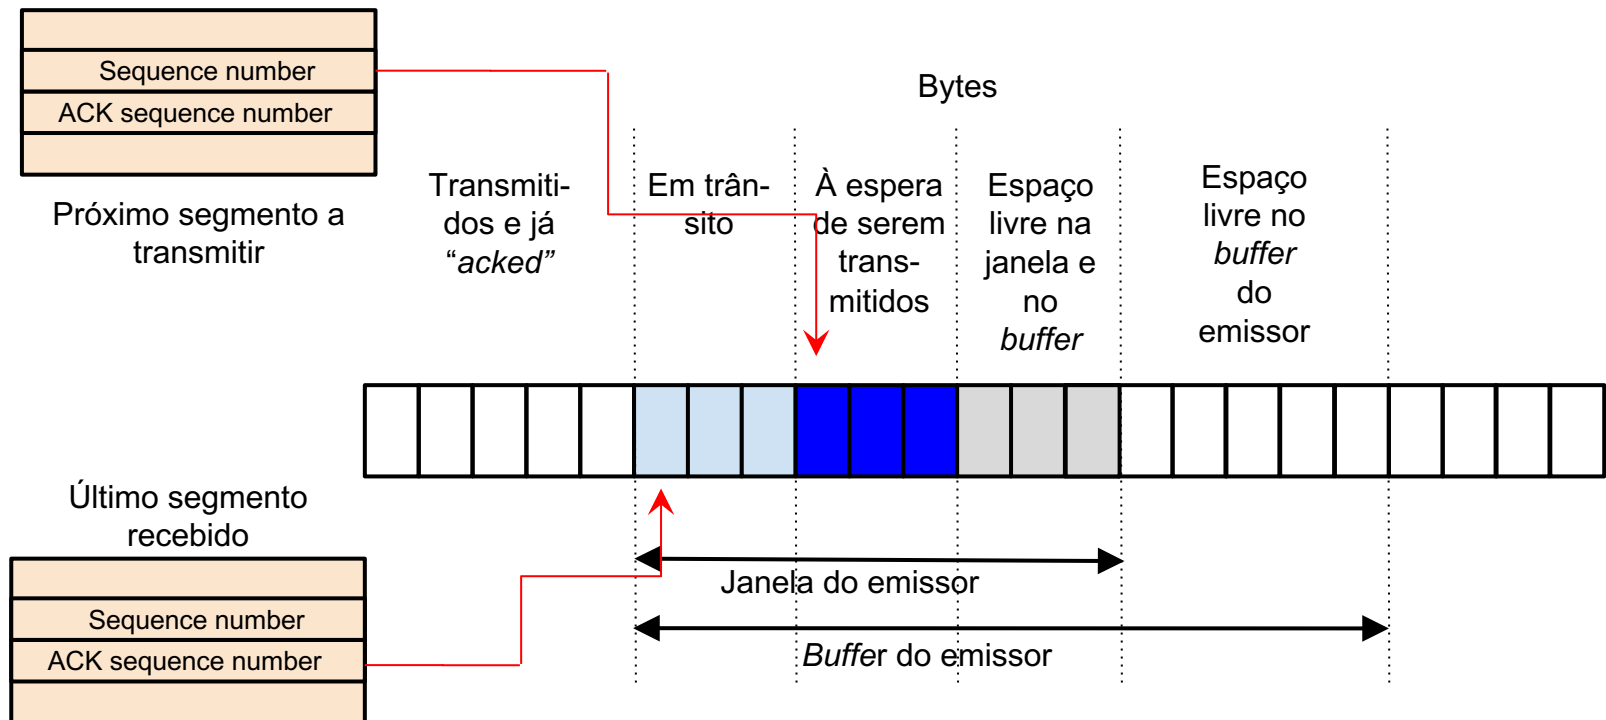 Sequence number
ACK sequence number
Próximo segmento a
transmitir
Bytes
Transmiti-
dos e já
“acked”
Em trân-
sito
À espera
de serem
trans-
mitidos
Espaço
livre na
janela e
no
buffer
Espaço
livre no
buffer
do
emissor
Último segmento
recebido
Sequence number
ACK sequence number
Janela do emissor
Buffer do emissor